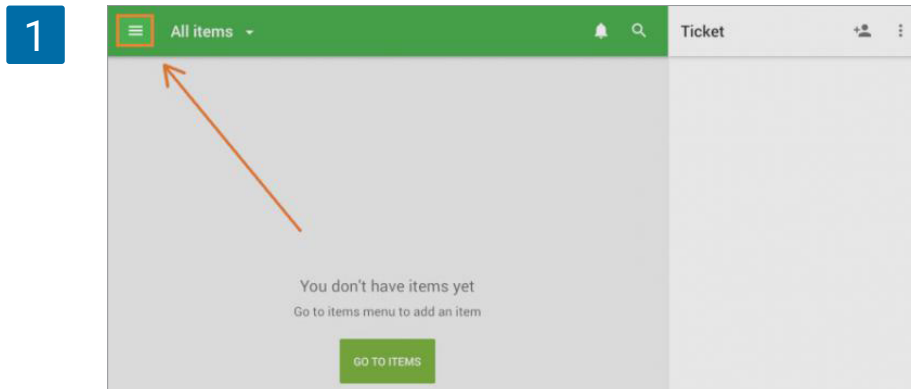 1
All items
Ticket
You don't have items yet
Go to items menu to add an item
GO TO ITEMS